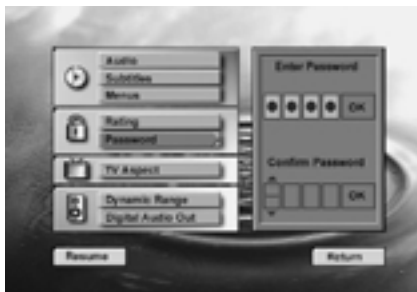 Audio
Subtitles
Menus
Rating
Password
TV Aspect
Dynamic Range
Digital Audio Out
Enter Password
OK
Confirm Password
OK
Resume
Return